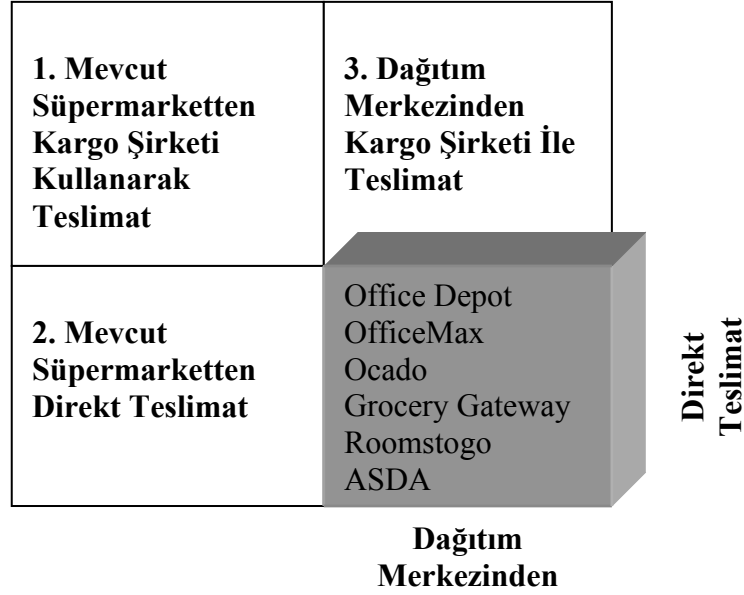 1. Mevcut
Süpermarketten
Kargo Şirketi
Kullanarak
Teslimat
3. Dağıtım
Merkezinden
Kargo Şirketi İle
Teslimat
2. Mevcut
Süpermarketten
Direkt Teslimat
Office Depot
OfficeMax
Ocado
Grocery Gateway
Roomstogo
ASDA
Direkt
Teslimat
Dağıtım
Merkezinden